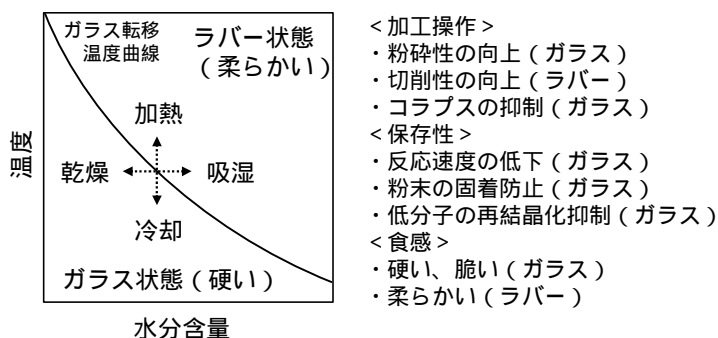 ガラス転移
温度曲線
ラバー状態
(柔らかい)
加熱
乾燥
吸湿
冷却
ガラス状態(硬い)
温度
水分含量
<加工操作>
・粉砕性の向上(ガラス)
・切削性の向上(ラバー)
・コラプスの抑制(ガラス)
<保存性>
・反応速度の低下(ガラス)
・粉末の固着防止(ガラス)
・低分子の再結晶化抑制(ガラス)
<食感>
・硬い、脆い(ガラス)
・柔らかい(ラバー)